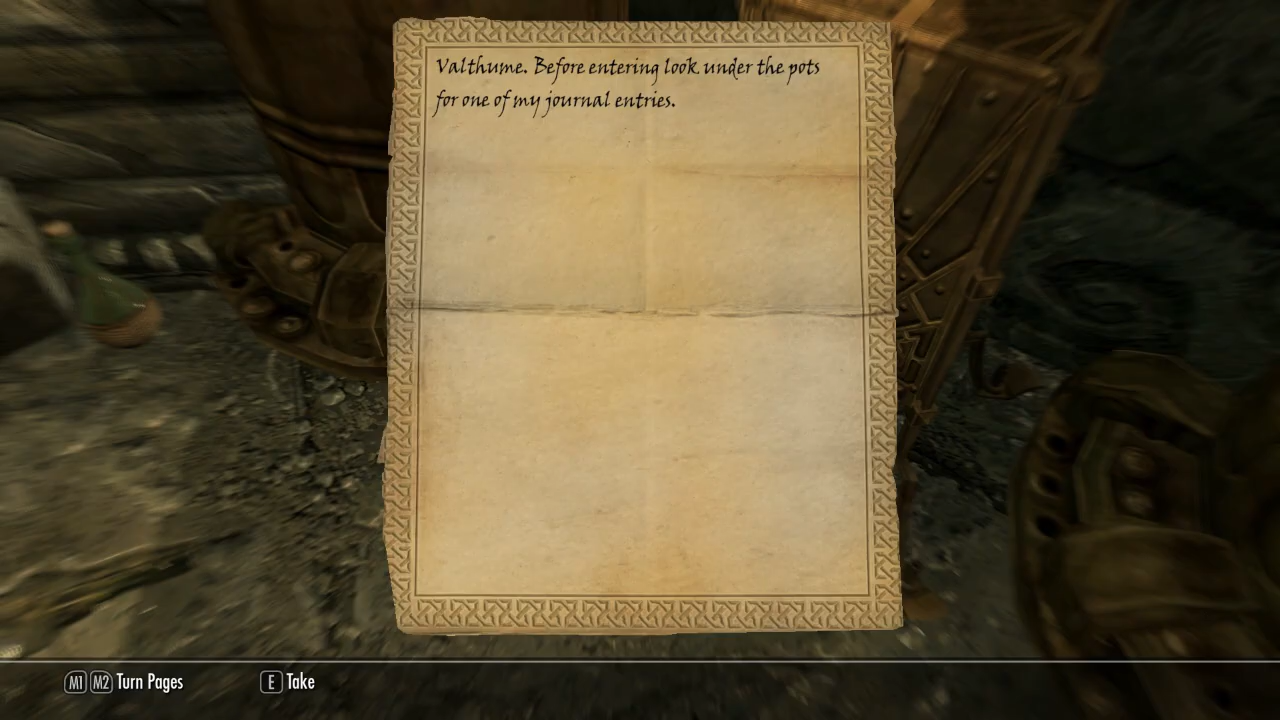 Valthume. Before entering look under the pots
for one of my journal entries.
M1 M2 Turn Pages
E Take